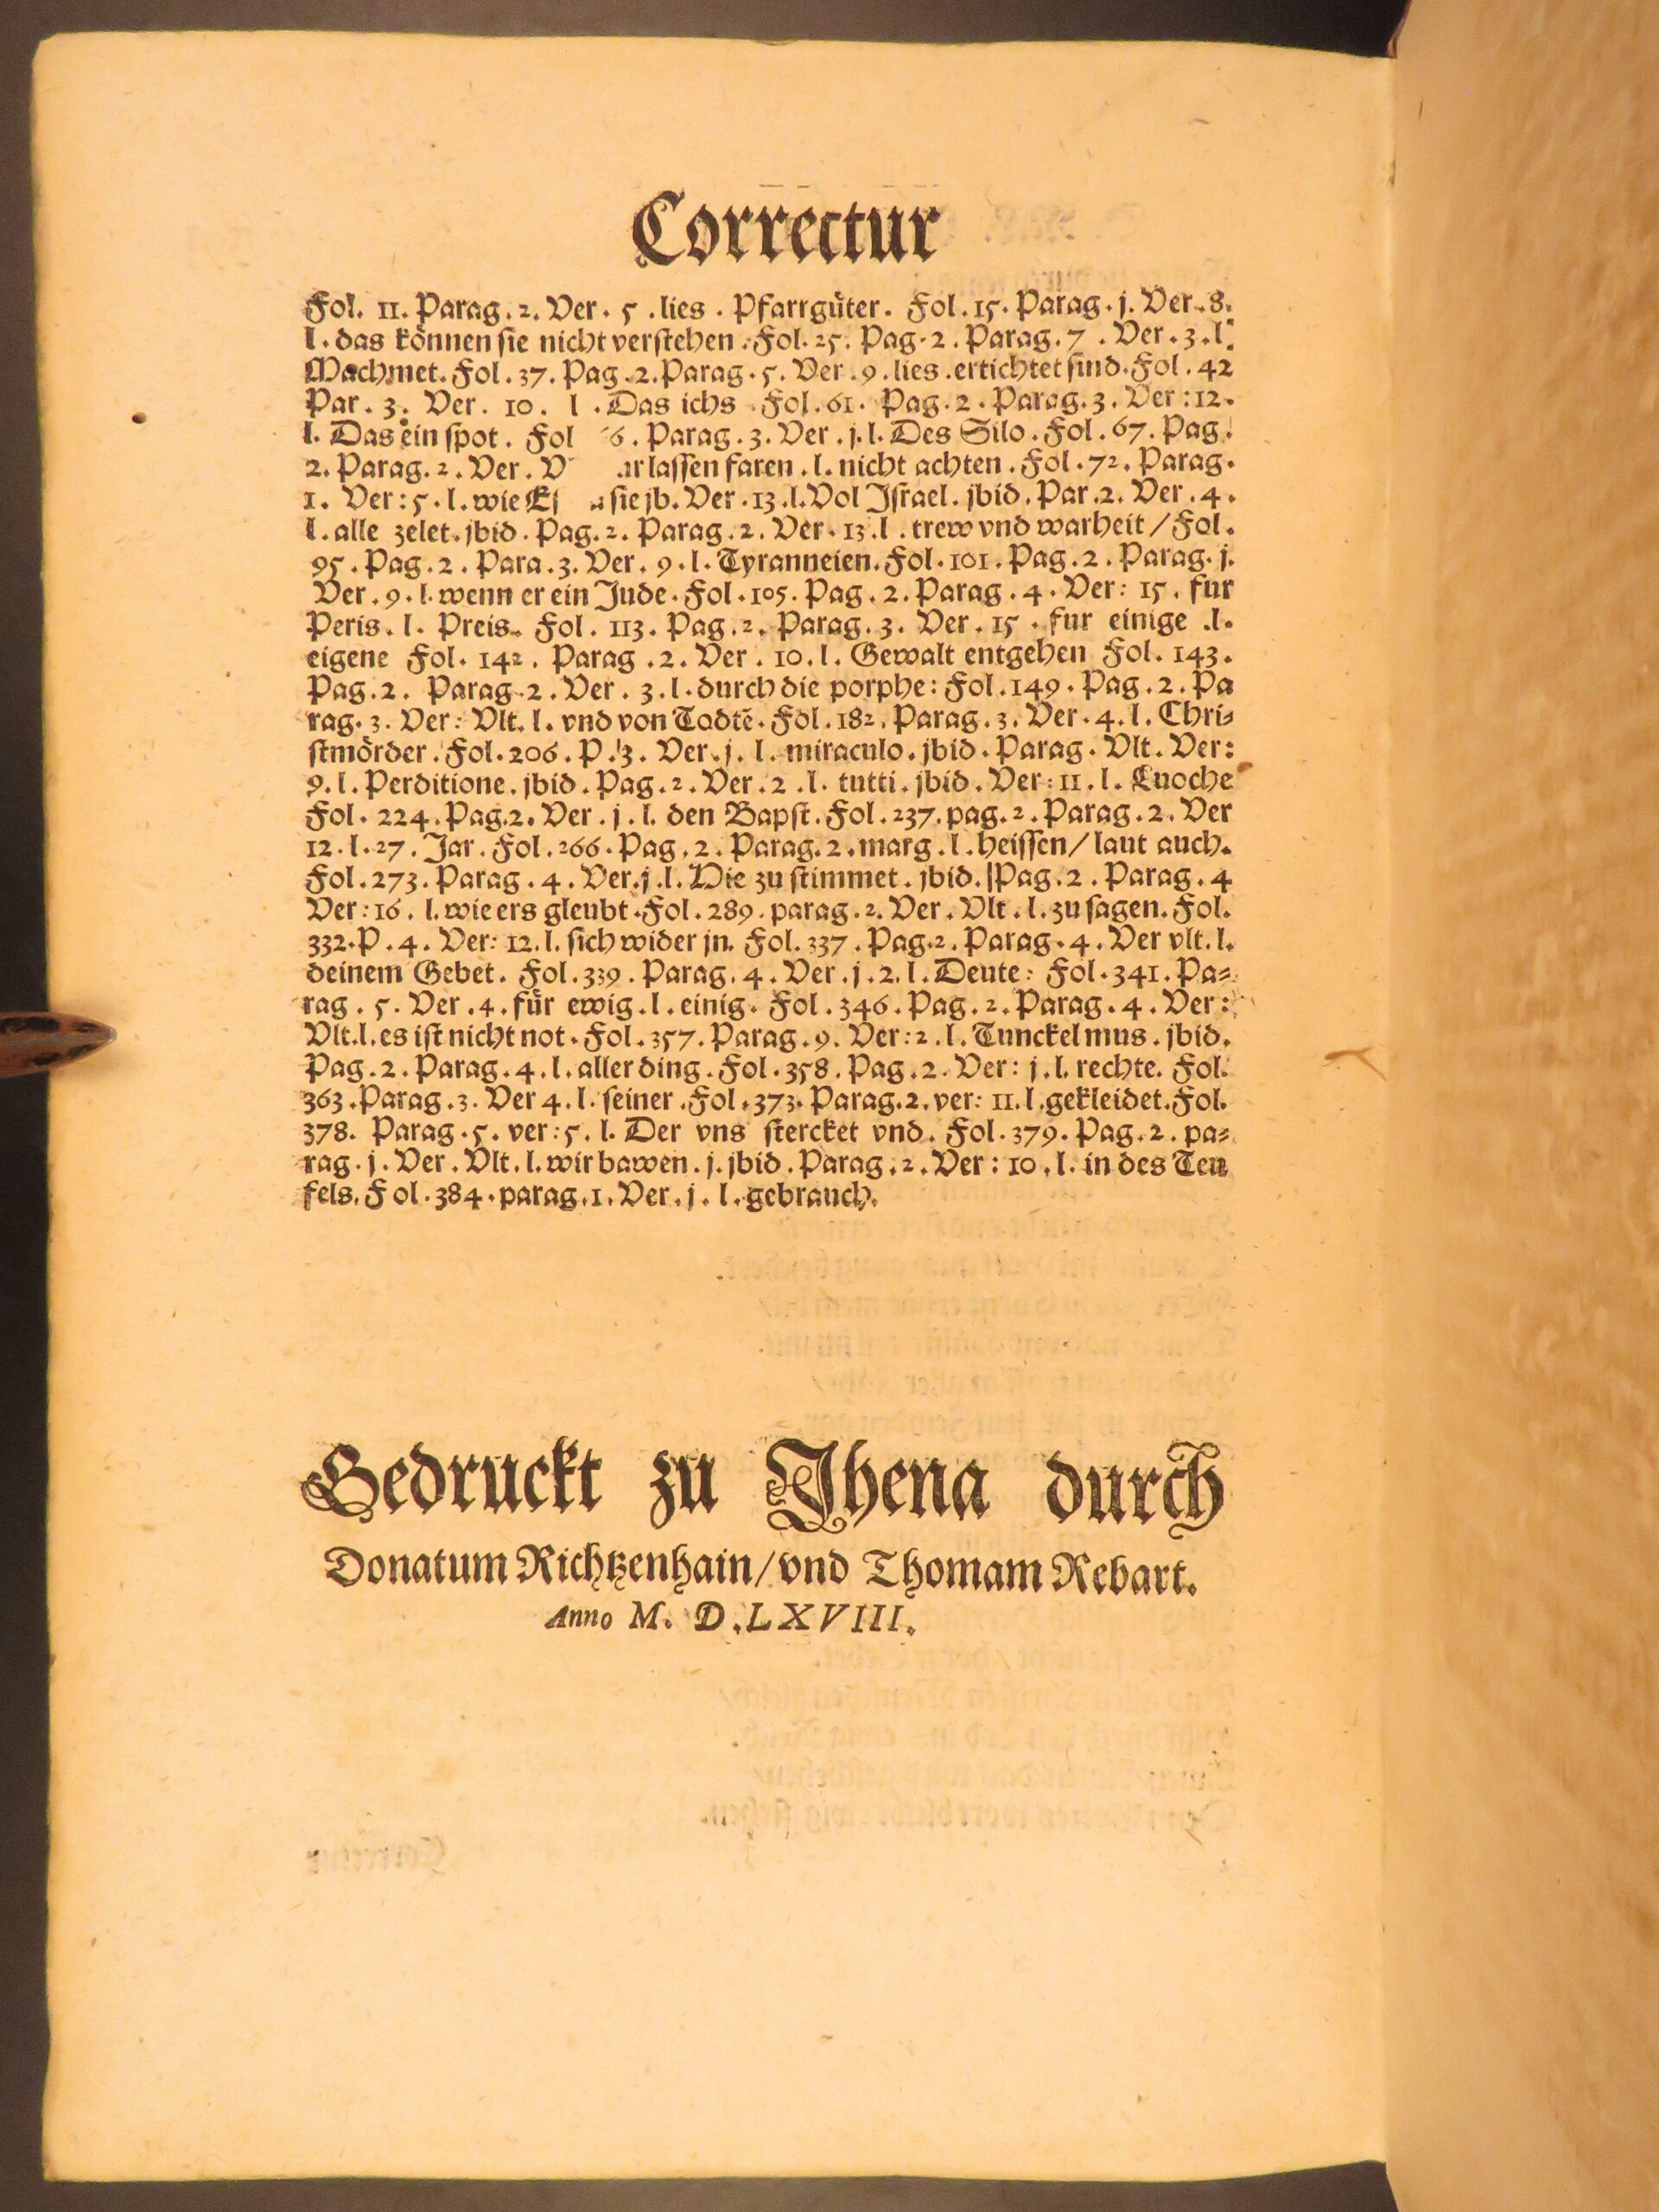 Correctur
Fol. 11. Parag. 2. Ver. 5. lies. Pfarrgüter. Fol. 15. Parag. j. Ver. 8.
l. das können sie nicht verstehen. Fol. 25. Pag. 2. Parag. 7. Ver. 3. l.
Machmet. Fol. 37. Pag. 2. Parag. 5. Ver. 9. lies. ertichtet sind. Fol. 42
Par. 3. Ver. 10. l. Das ichs. Fol. 61. Pag. 2. Parag. 3. Ver: 12.
l. Das ein spot. Fol 6. Parag. 3. Ver. j. l. Des Silo. Fol. 67. Pag.
2. Parag. 2. Ver. lassen faren. l. nicht achten. Fol. 72. Parag.
1. Ver: 5. l. wie sie jb. Ver. 13. l. Vol Israel. jbid. Par. 2. Ver. 4.
l. alle zelet. jbid. Pag. 2. Parag. 2. Ver. 13. l. trew vnd warheit / Fol.
95. Pag. 2. Para. 3. Ver. 9. l. Tyranneien. Fol. 101. Pag. 2. Parag. j.
Ver. 9. l. wenn er ein Jude. Fol. 105. Pag. 2. Parag. 4. Ver: 15. fur
Peris. l. Preis. Fol. 113. Pag. 2. Parag. 3. Ver. 15. fur einige. l.
eigene Fol. 142. Parag. 2. Ver. 10. l. Gewalt entgehen Fol. 143.
Pag. 2. Parag. 2. Ver. 3. l. durch die porphe: Fol. 149. Pag. 2. Pa
rag. 3. Ver: Vlt. l. vnd von Todtē. Fol. 182. Parag. 3. Ver. 4. l. Chri-
stmörder. Fol. 206. P. 3. Ver. j. l. miraculo. jbid. Parag. Vlt. Ver:
9. l. Perditione. jbid. Pag. 2. Ver. 2. l. tutti. jbid. Ver: 11. l. Luoche
Fol. 224. Pag. 2. Ver. j. l. den Bapst. Fol. 237. pag. 2. Parag. 2. Ver
12. l. 27. Jar. Fol. 266. Pag. 2. Parag. 2. marg. l. heissen / laut auch.
Fol. 273. Parag. 4. Ver. j. l. Hie zu stimmet. jbid. Pag. 2. Parag. 4
Ver: 16. l. wie ers gleubt. Fol. 289. parag. 2. Ver. Vlt. l. zu sagen. Fol.
332. P. 4. Ver: 12. l. sich wider jn. Fol. 337. Pag. 2. Parag. 4. Ver vlt. l.
deinem Gebet. Fol. 339. Parag. 4. Ver. j. 2. l. Deute: Fol. 341. Pa-
rag. 5. Ver. 4. für ewig. l. einig. Fol. 346. Pag. 2. Parag. 4. Ver:
Vlt. l. es ist nicht not. Fol. 357. Parag. 9. Ver: 2. l. Tunckel mus. jbid.
Pag. 2. Parag. 4. l. aller ding. Fol. 358. Pag. 2. Ver: j. l. rechte. Fol.
363. Parag. 3. Ver 4. l. seiner. Fol. 373. Parag. 2. ver: 11. l. gekleidet. Fol.
378. Parag. 5. ver: 5. l. Der vns stercket vnd. Fol. 379. Pag. 2. pa-
rag. j. Ver. Vlt. l. wir bawen. j. jbid. Parag. 2. Ver: 10. l. in des Teu
fels. Fol. 384. parag. 1. Ver. j. l. gebrauch.
Gedruckt zu Jhena durch
Donatum Richtzenhain / vnd Thomam Rebart.
Anno M. D. LXVIII.